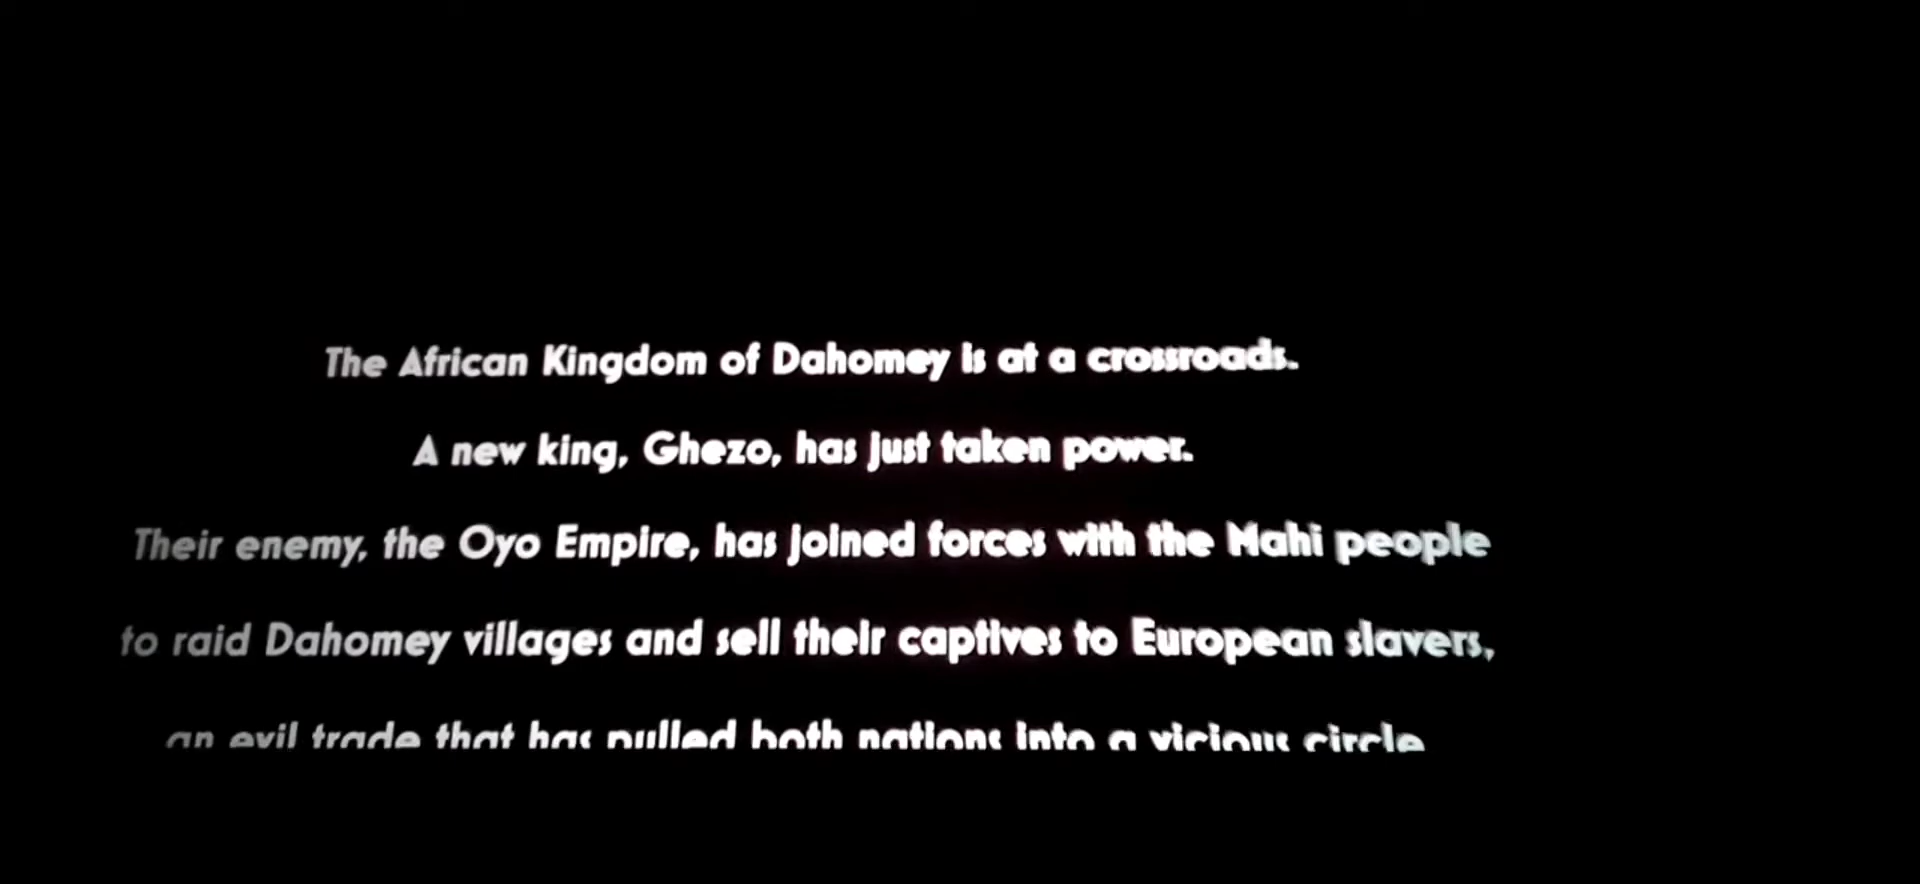 The African Kingdom of Dahomey is at a crossroads.
A new king, Ghezo, has just taken power.
Their enemy, the Oyo Empire, has joined forces with the Mahi people
to raid Dahomey villages and sell their captives to European slavers,
an evil trade that has pulled both nations into a vicious circle